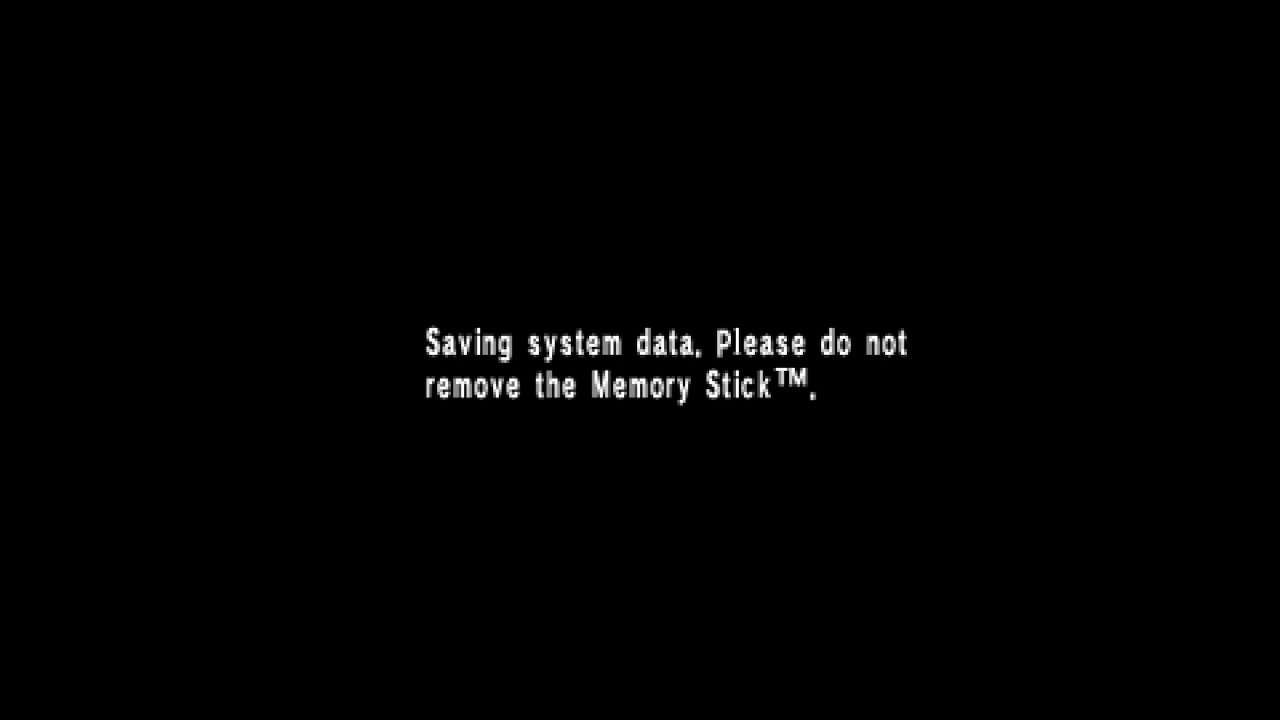 Saving system data. Please do not
remove the Memory Stick™.